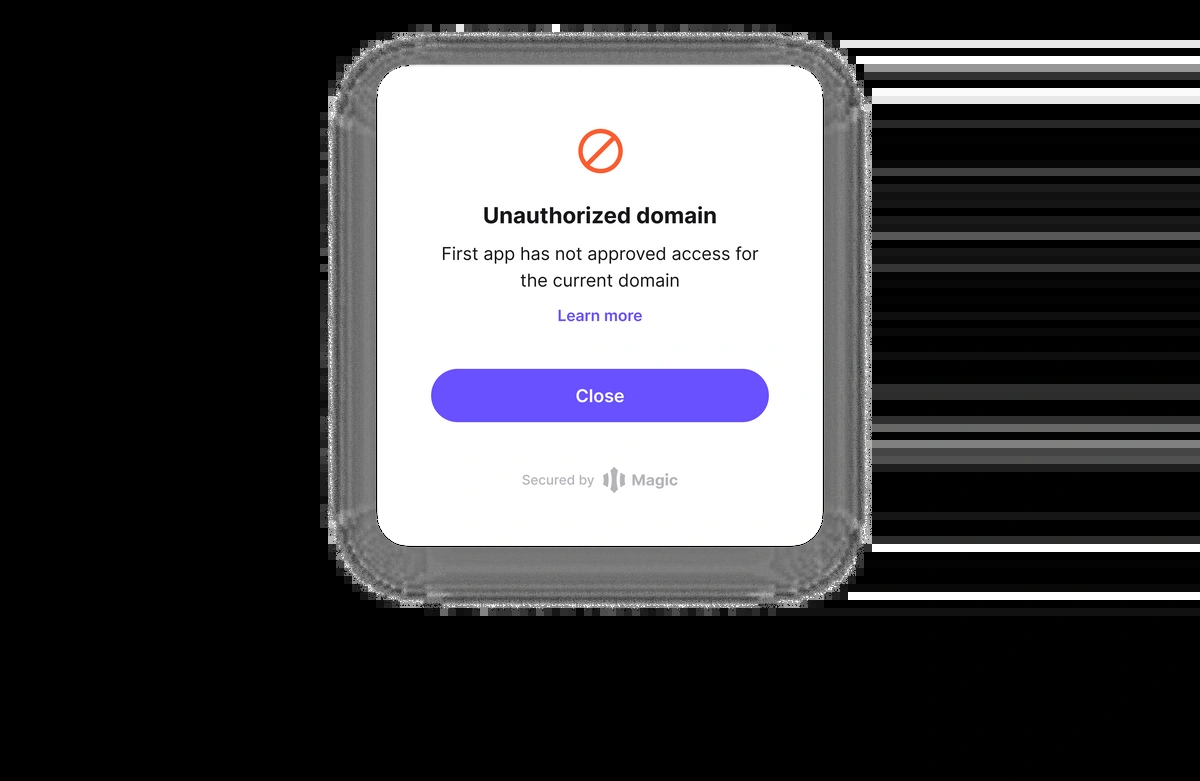 Unauthorized domain
First app has not approved access for
the current domain
Learn more
Close
Secured by Magic